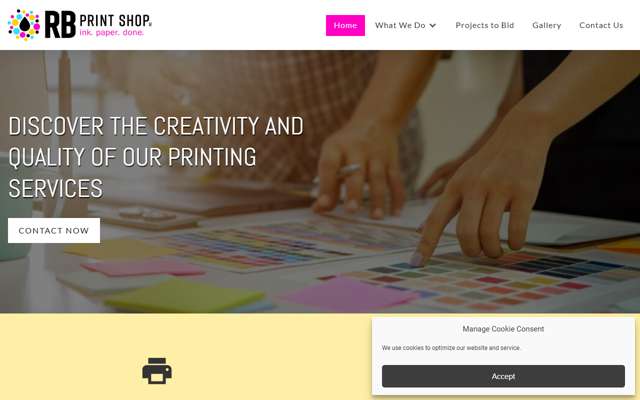 RB PRINT SHOP
ink. paper. done.
Home
What We Do
Projects to Bid
Gallery
Contact Us
DISCOVER THE CREATIVITY AND
QUALITY OF OUR PRINTING
SERVICES
CONTACT NOW
Manage Cookie Consent
We use cookies to optimize our website and service.
Accept